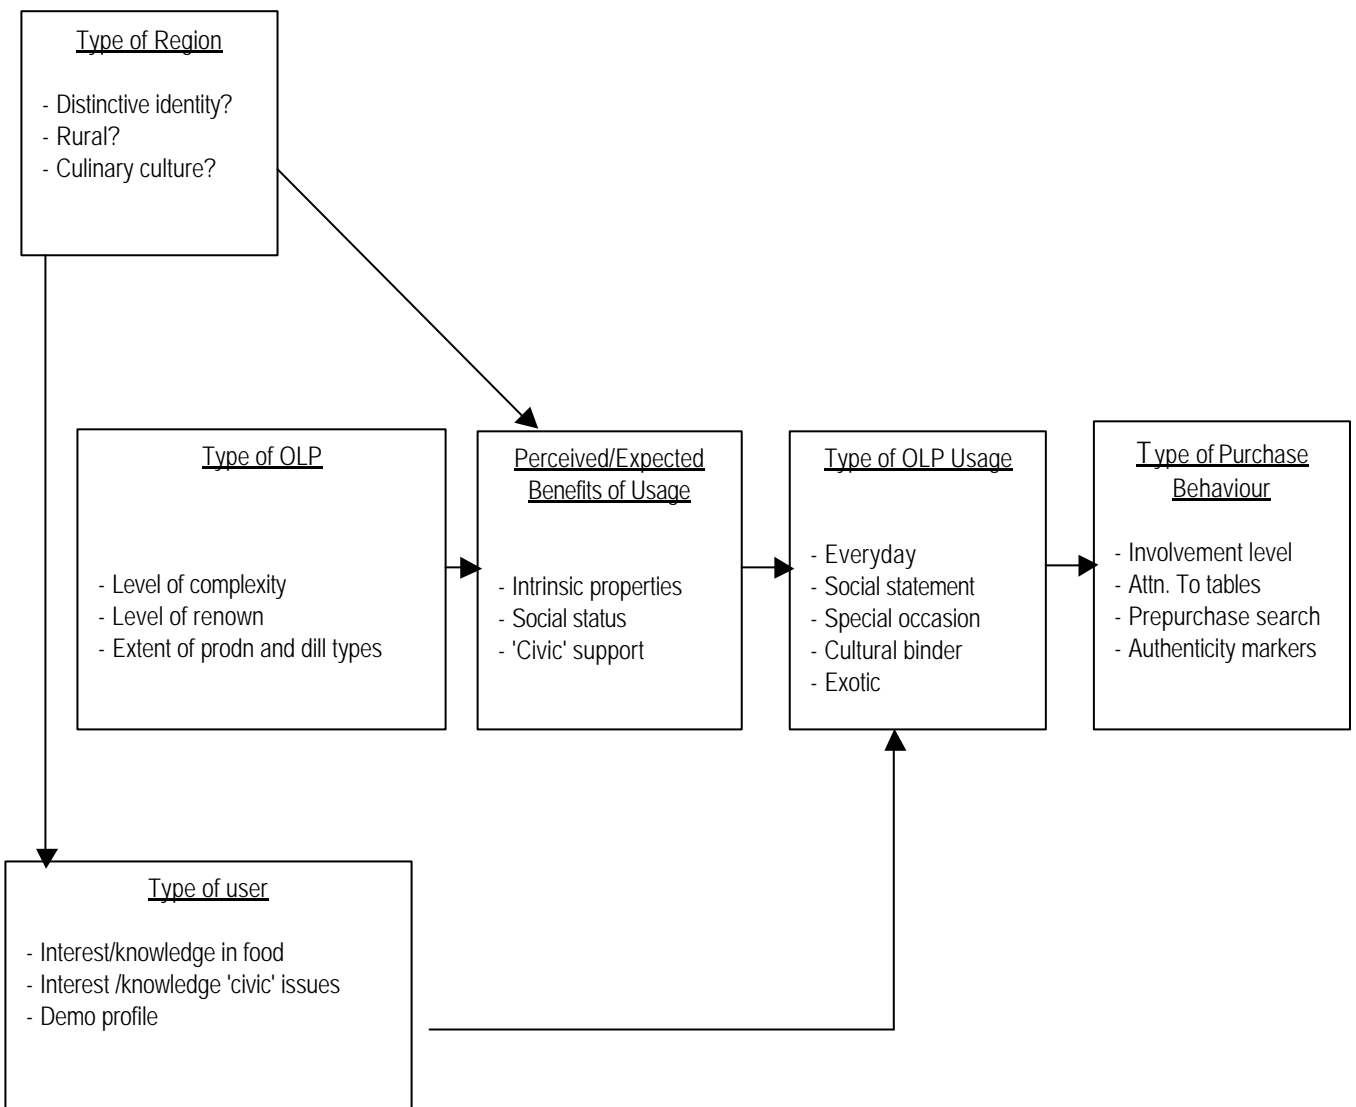 Type of Region
- Distinctive identity?
- Rural?
- Culinary culture?
Type of OLP
- Level of complexity
- Level of renown
- Extent of prodn and dill types
Perceived/Expected
Benefits of Usage
- Intrinsic properties
- Social status
- 'Civic' support
Type of OLP Usage
- Everyday
- Social statement
- Special occasion
- Cultural binder
- Exotic
Type of Purchase
Behaviour
- Involvement level
- Attn. To tables
- Prepurchase search
- Authenticity markers
Type of user
- Interest/knowledge in food
- Interest /knowledge 'civic' issues
- Demo profile